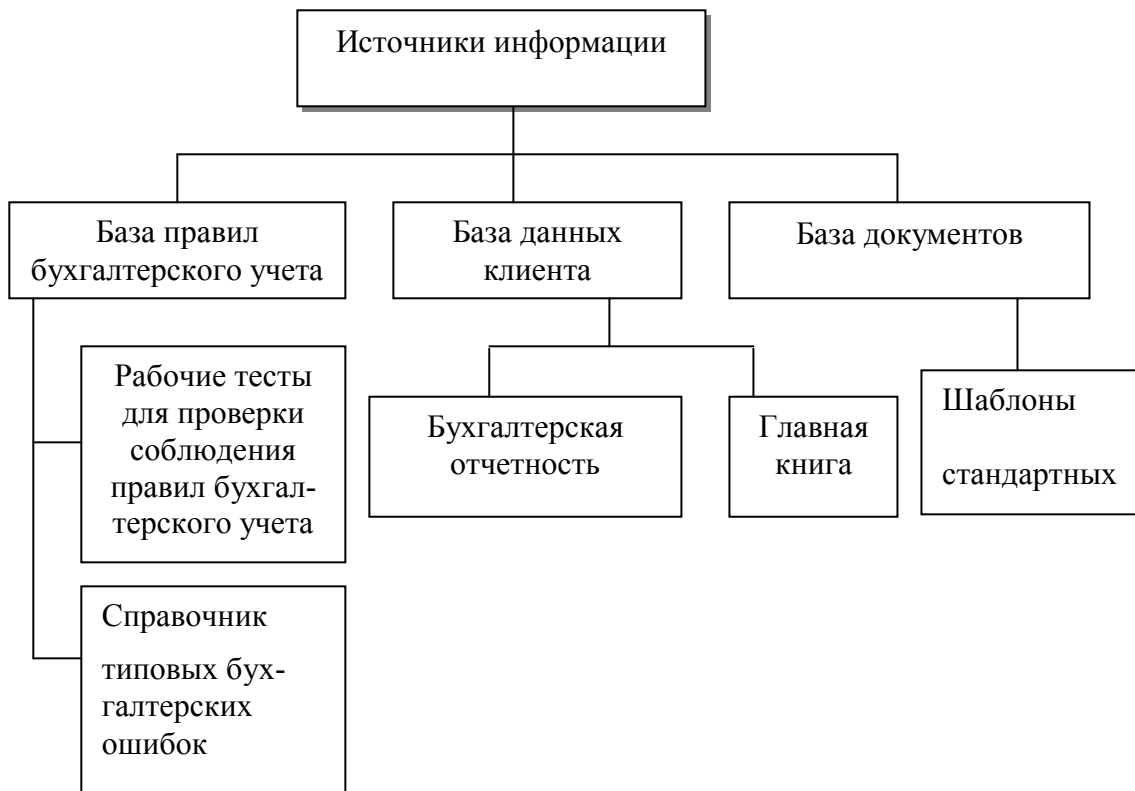 Источники информации
База правил
бухгалтерского учета
База данных
клиента
База документов
Рабочие тесты
для проверки
соблюдения
правил бухгал-
терского учета
Бухгалтерская
отчетность
Главная
книга
Шаблоны
стандартных
Справочник
типовых бух-
галтерских
ошибок